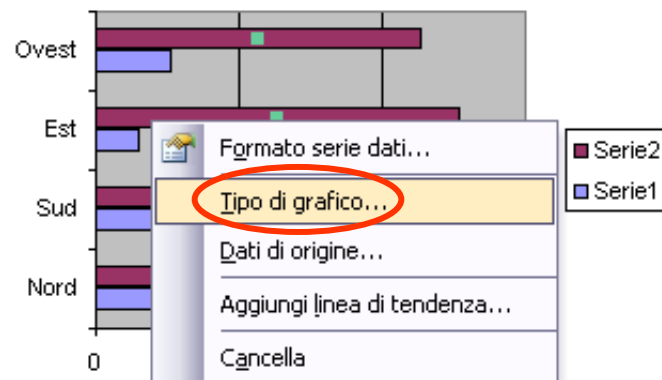 Ovest
Est
Sud
Nord
0
Formato serie dati...
Tipo di grafico...
Dati di origine...
Aggiungi linea di tendenza...
Cancella
Serie2
Serie1